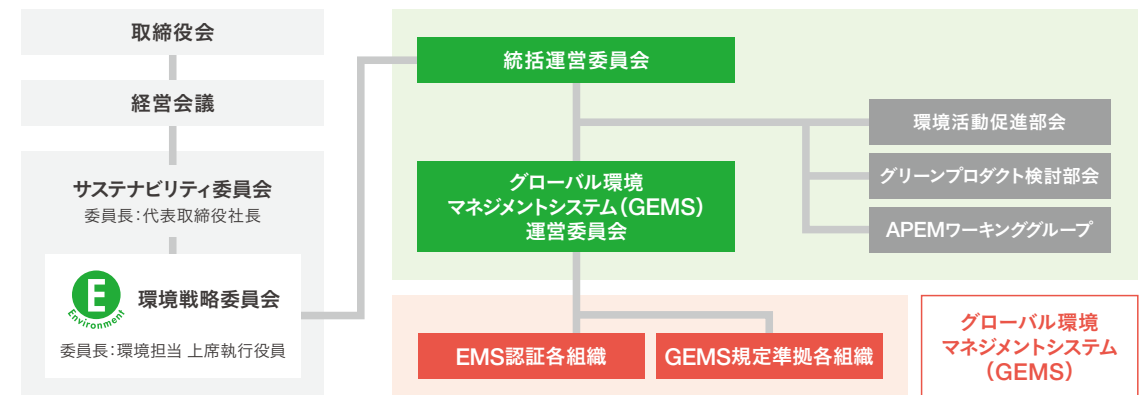 取締役会
経営会議
サステナビリティ委員会
委員長:代表取締役社長
E
Environment
環境戦略委員会
委員長:環境担当 上席執行役員
統括運営委員会
環境活動促進部会
グリーンプロダクト検討部会
APEMワーキンググループ
グローバル環境
マネジメントシステム(GEMS)
運営委員会
EMS認証各組織
GEMS規定準拠各組織
グローバル環境
マネジメントシステム
(GEMS)